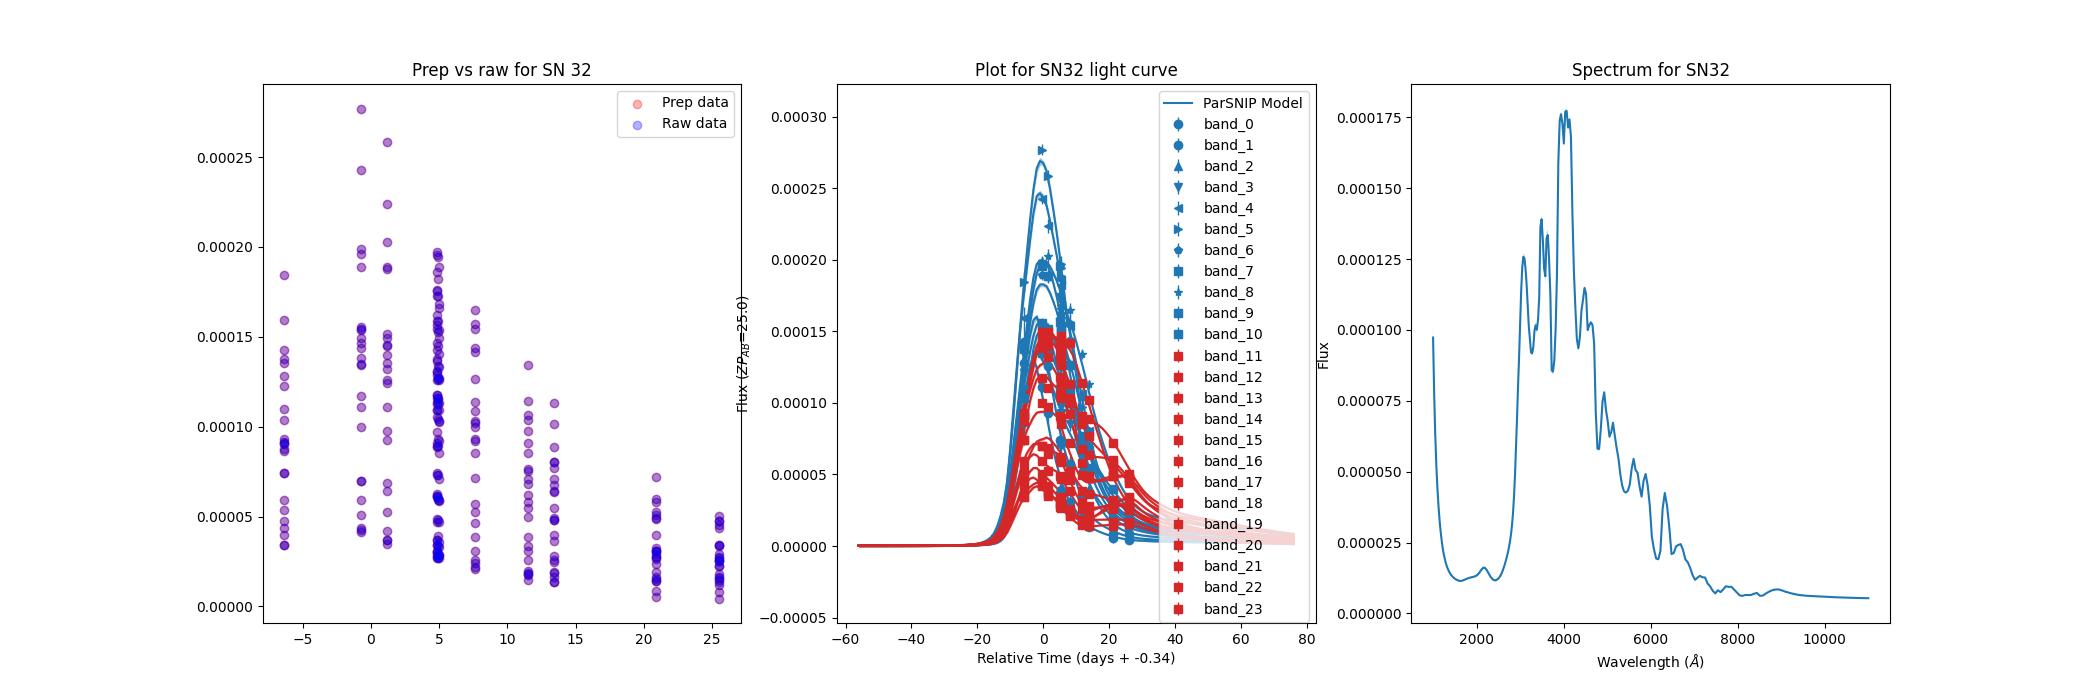 Prep vs raw for SN 32
Prep data
Raw data
0.00025
0.00020
0.00015
0.00010
0.00005
0.00000
−5
0
5
10
15
20
25
Plot for SN32 light curve
Flux (ZP_AB=25.0)
0.00030
0.00025
0.00020
0.00015
0.00010
0.00005
0.00000
−0.00005
ParSNIP Model
band_0
band_1
band_2
band_3
band_4
band_5
band_6
band_7
band_8
band_9
band_10
band_11
band_12
band_13
band_14
band_15
band_16
band_17
band_18
band_19
band_20
band_21
band_22
band_23
−60
−40
−20
0
20
40
60
80
Relative Time (days + -0.34)
Spectrum for SN32
Flux
0.000175
0.000150
0.000125
0.000100
0.000075
0.000050
0.000025
0.000000
2000
4000
6000
8000
10000
Wavelength (Å)